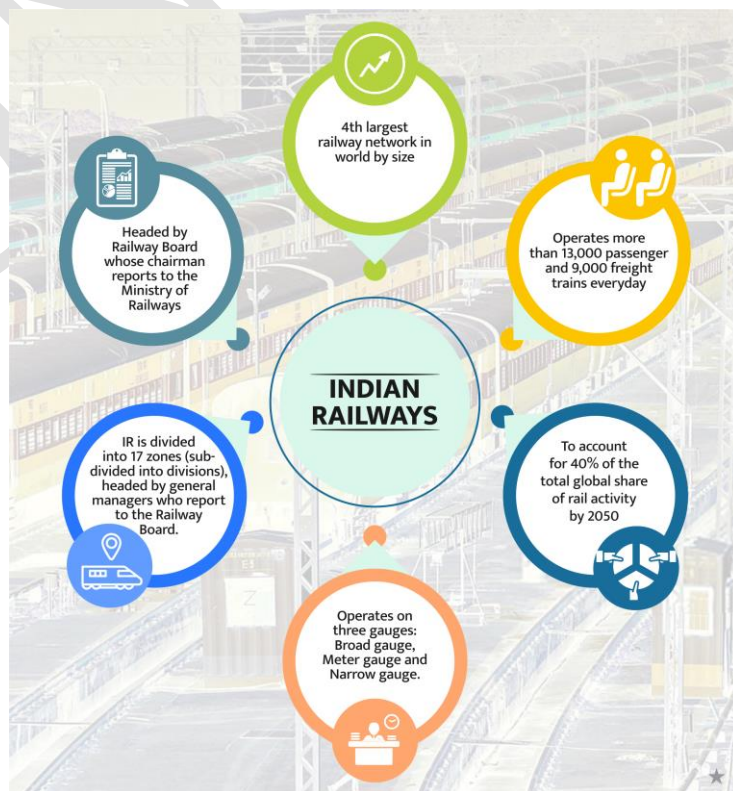 4th largest
railway network in
world by size
Operates more
than 13,000 passenger
and 9,000 freight
trains everyday
To account
for 40% of the
total global share
of rail activity
by 2050
Operates on
three gauges:
Broad gauge,
Meter gauge and
Narrow gauge.
IR is divided
into 17 zones (sub-
divided into divisions),
headed by general
managers who report
to the Railway
Board.
Headed by
Railway Board
whose chairman
reports to the
Ministry of
Railways
INDIAN
RAILWAYS
Z